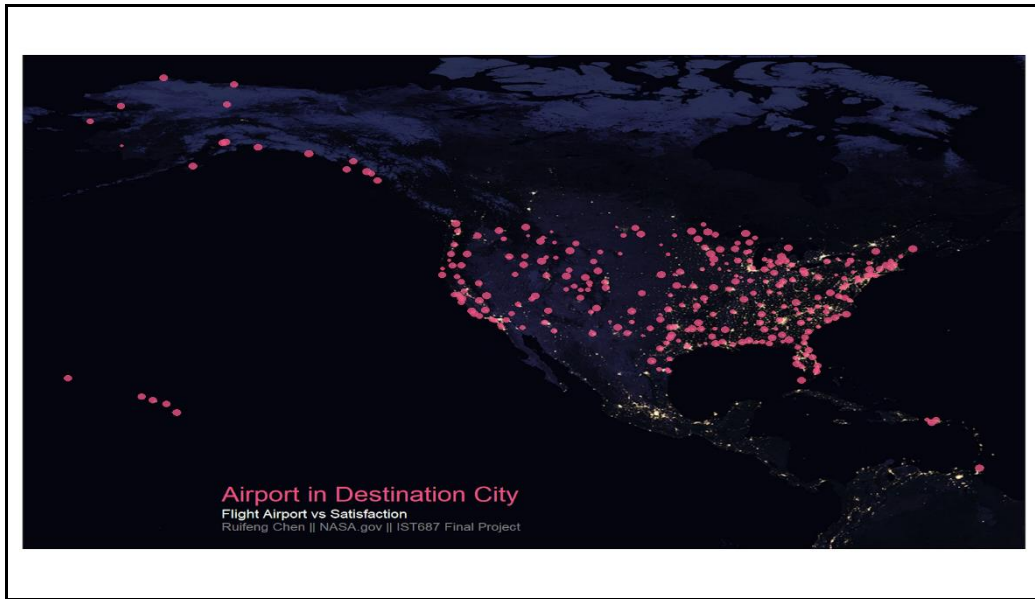 Airport in Destination City
Flight Airport vs Satisfaction
Ruifeng Chen || NASA.gov || IST687 Final Project